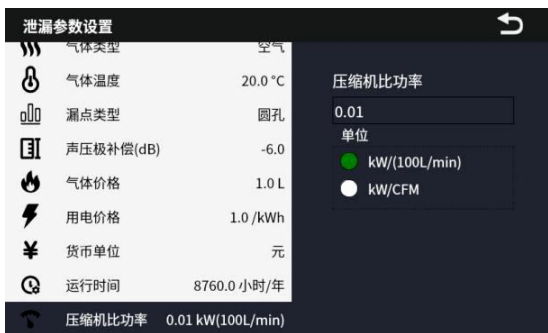 泄漏参数设置
气体类型 空气
气体温度 20.0 °C
漏点类型 圆孔
声压极补偿(dB) -6.0
气体价格 1.0 L
用电价格 1.0 /kWh
货币单位 元
运行时间 8760.0 小时/年
压缩机比功率 0.01 kW(100L/min)
压缩机比功率
0.01
单位
kW/(100L/min)
kW/CFM